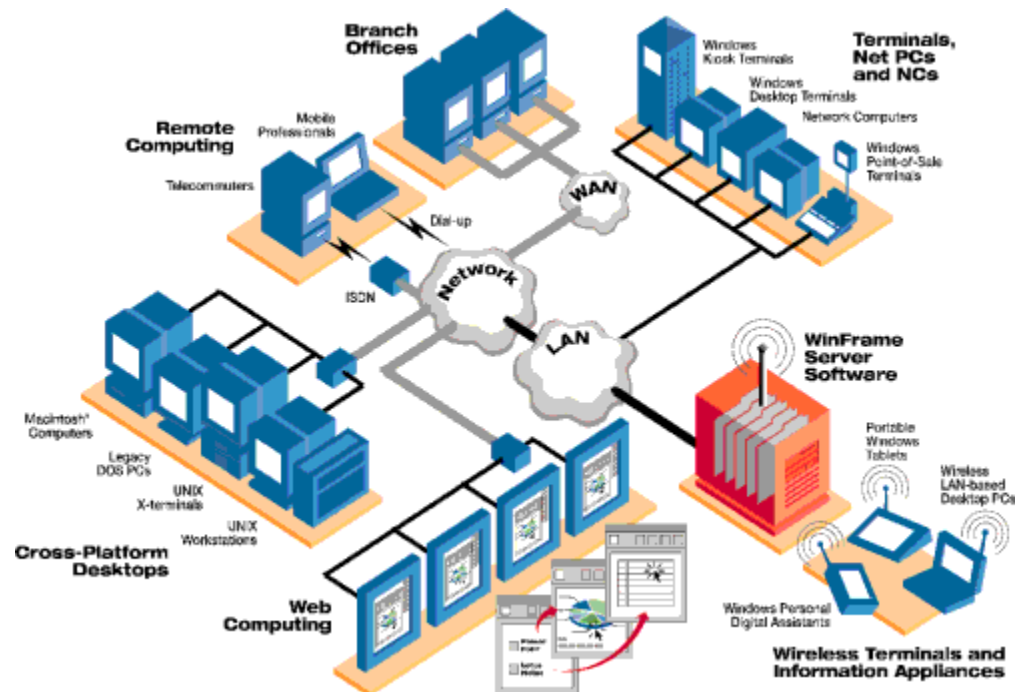 Branch
Offices
Terminals,
Net PCs
and NCs
Windows
Kiosk Terminals
Windows
Desktop Terminals
Network Computers
Windows
Point-of-Sale
Terminals
Remote
Computing
Mobile
Professionals
Telecommuters
Dial-up
ISDN
WAN
Network
LAN
WinFrame
Server
Software
Macintosh*
Computers
Legacy
DOS PCs
UNIX
X-terminals
UNIX
Workstations
Cross-Platform
Desktops
Web
Computing
Portable
Windows
Tablets
Wireless
LAN-based
Desktop PCs
Windows Personal
Digital Assistants
Wireless Terminals and
Information Appliances
Lotus
Notes